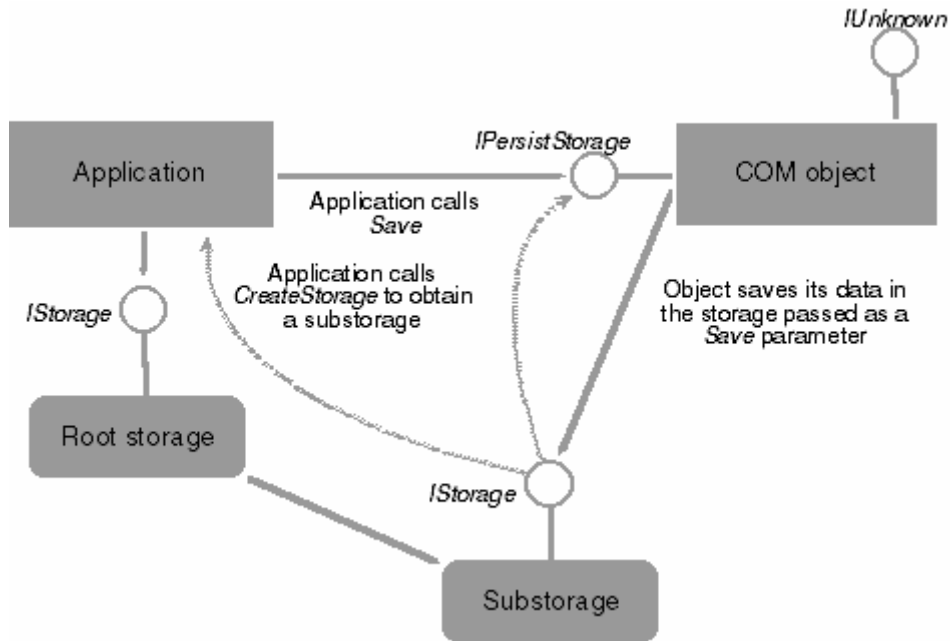 IUnknown
IPersistStorage
Application
COM object
Application calls
Save
Application calls
CreateStorage to obtain
a substorage
Object saves its data in
the storage passed as a
Save parameter
IStorage
Root storage
IStorage
Substorage